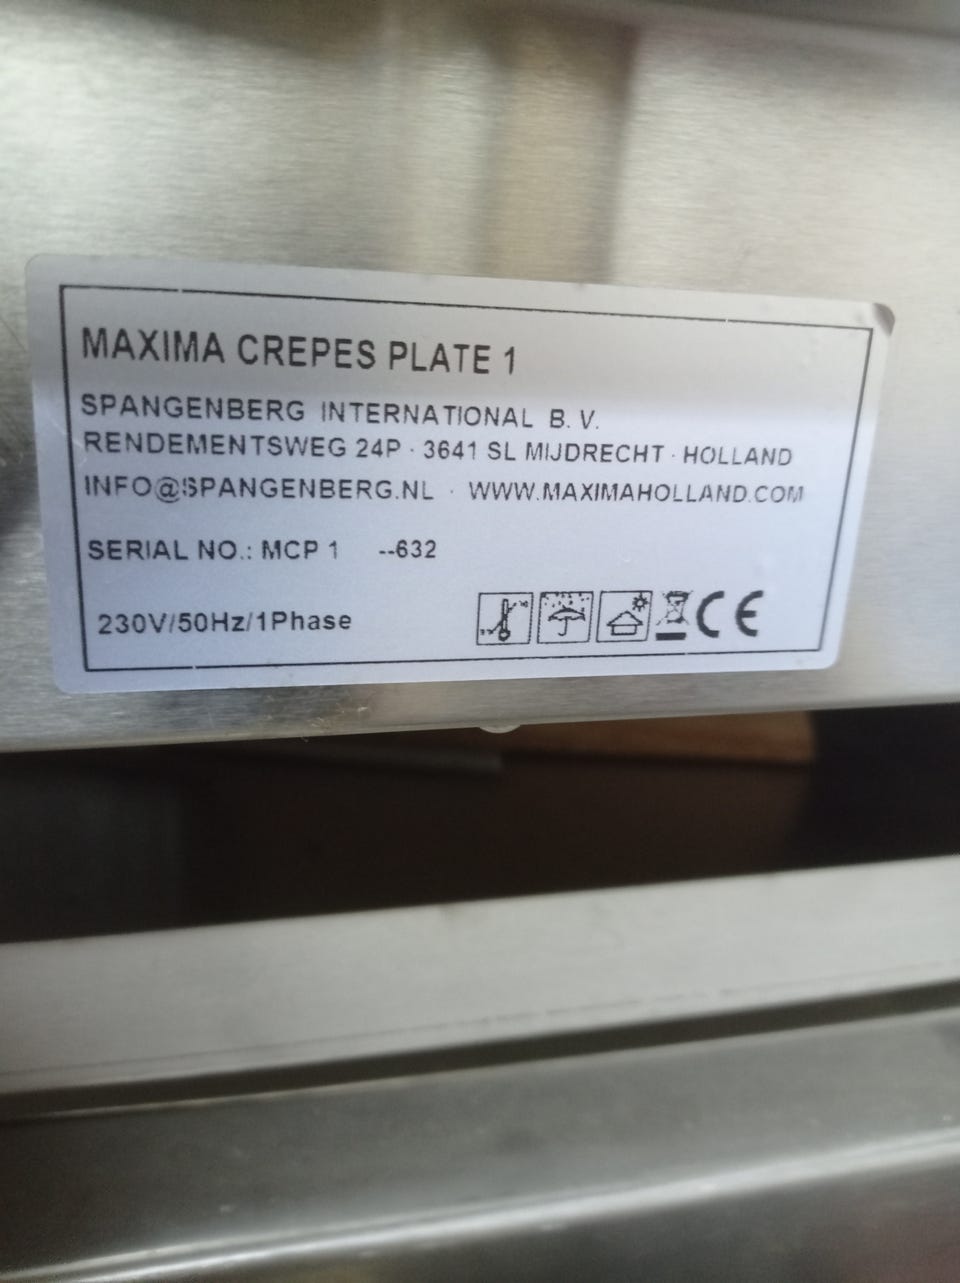 MAXIMA CREPES PLATE 1
SPANGENBERG INTERNATIONAL B. V.
RENDEMENTSWEG 24P · 3641 SL MIJDRECHT · HOLLAND
INFO@SPANGENBERG.NL · WWW.MAXIMAHOLLAND.COM
SERIAL NO.: MCP 1 --632
230V/50Hz/1Phase CE